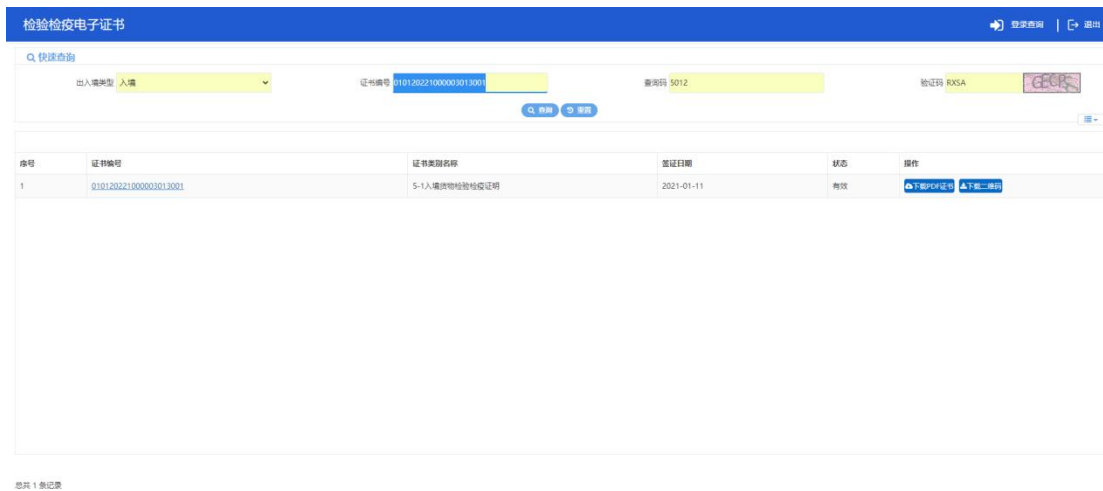 检验检疫电子证书
登录查询 | 退出
快速查询
出入境类型 入境 证书编号 010120221000003013001 查询码 5012 验证码 RXSA GECPS
查询 重置
序号 证书编号 证书类别名称 签证日期 状态 操作
1 010120221000003013001 5-1入境货物检验检疫证明 2021-01-11 有效 下载PDF证书 下载二维码
总共 1 条记录